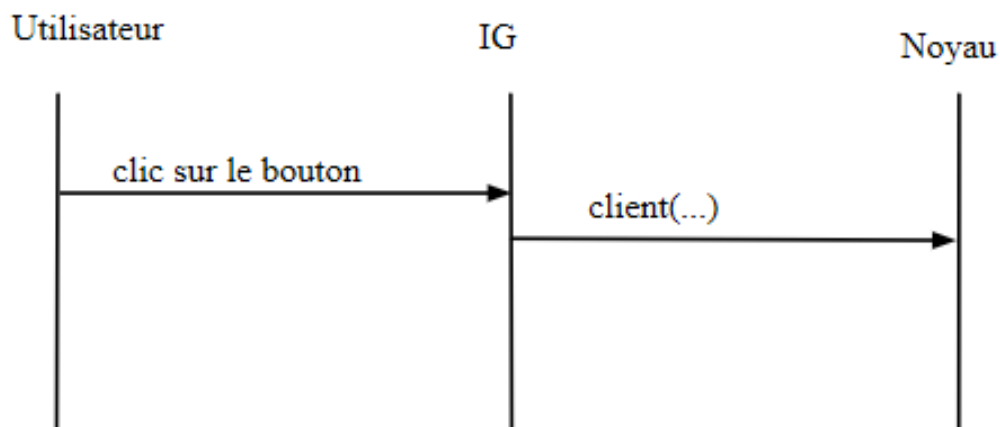 Utilisateur
IG
Noyau
clic sur le bouton
client(...)